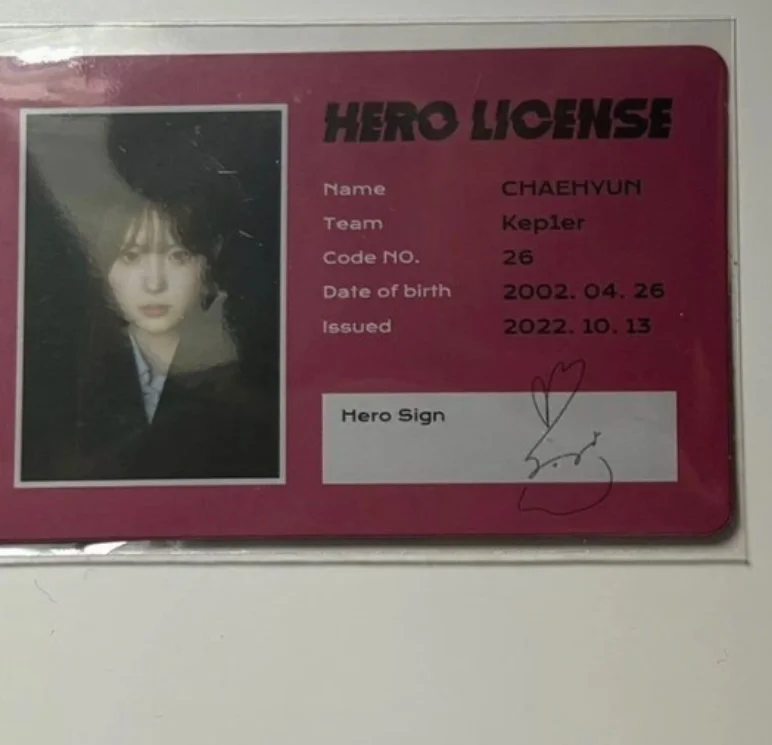 HERO LICENSE
Name CHAEHYUN
Team Kep1er
Code NO. 26
Date of birth 2002. 04. 26
Issued 2022. 10. 13
Hero Sign